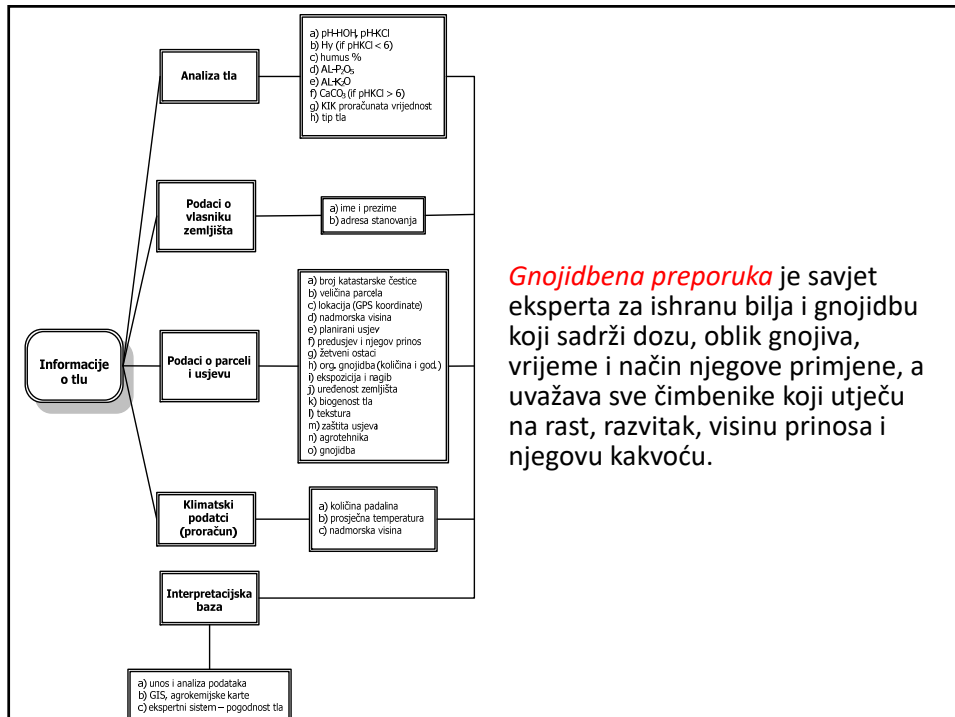 Informacije
o tlu
Analiza tla
a) pH-HOH, pH-KCl
b) Hy (if pHKCl < 6)
c) humus %
d) AL-P₂O₅
e) AL-K₂O
f) CaCO₃ (if pHKCl > 6)
g) KIK proračunata vrijednost
h) tip tla
Podaci o
vlasniku
zemljišta
a) ime i prezime
b) adresa stanovanja
Podaci o parceli
i usjevu
a) broj katastarske čestice
b) veličina parcela
c) lokacija (GPS koordinate)
d) nadmorska visina
e) planirani usjev
f) predusjev i njegov prinos
g) žetveni ostaci
h) org. gnojidba (količina i god.)
i) ekspozicija i nagib
j) uređenost zemljišta
k) biogenost tla
l) tekstura
m) zaštita usjeva
n) agrotehnika
o) gnojidba
Klimatski
podatci
(proračun)
a) količina padalina
b) prosječna temperatura
c) nadmorska visina
Interpretacijska
baza
a) unos i analiza podataka
b) GIS, agrokemijske karte
c) ekspertni sistem – pogodnost tla
Gnojidbena preporuka je savjet
eksperta za ishranu bilja i gnojidbu
koji sadrži dozu, oblik gnojiva,
vrijeme i način njegove primjene, a
uvažava sve čimbenike koji utječu
na rast, razvitak, visinu prinosa i
njegovu kakvoću.